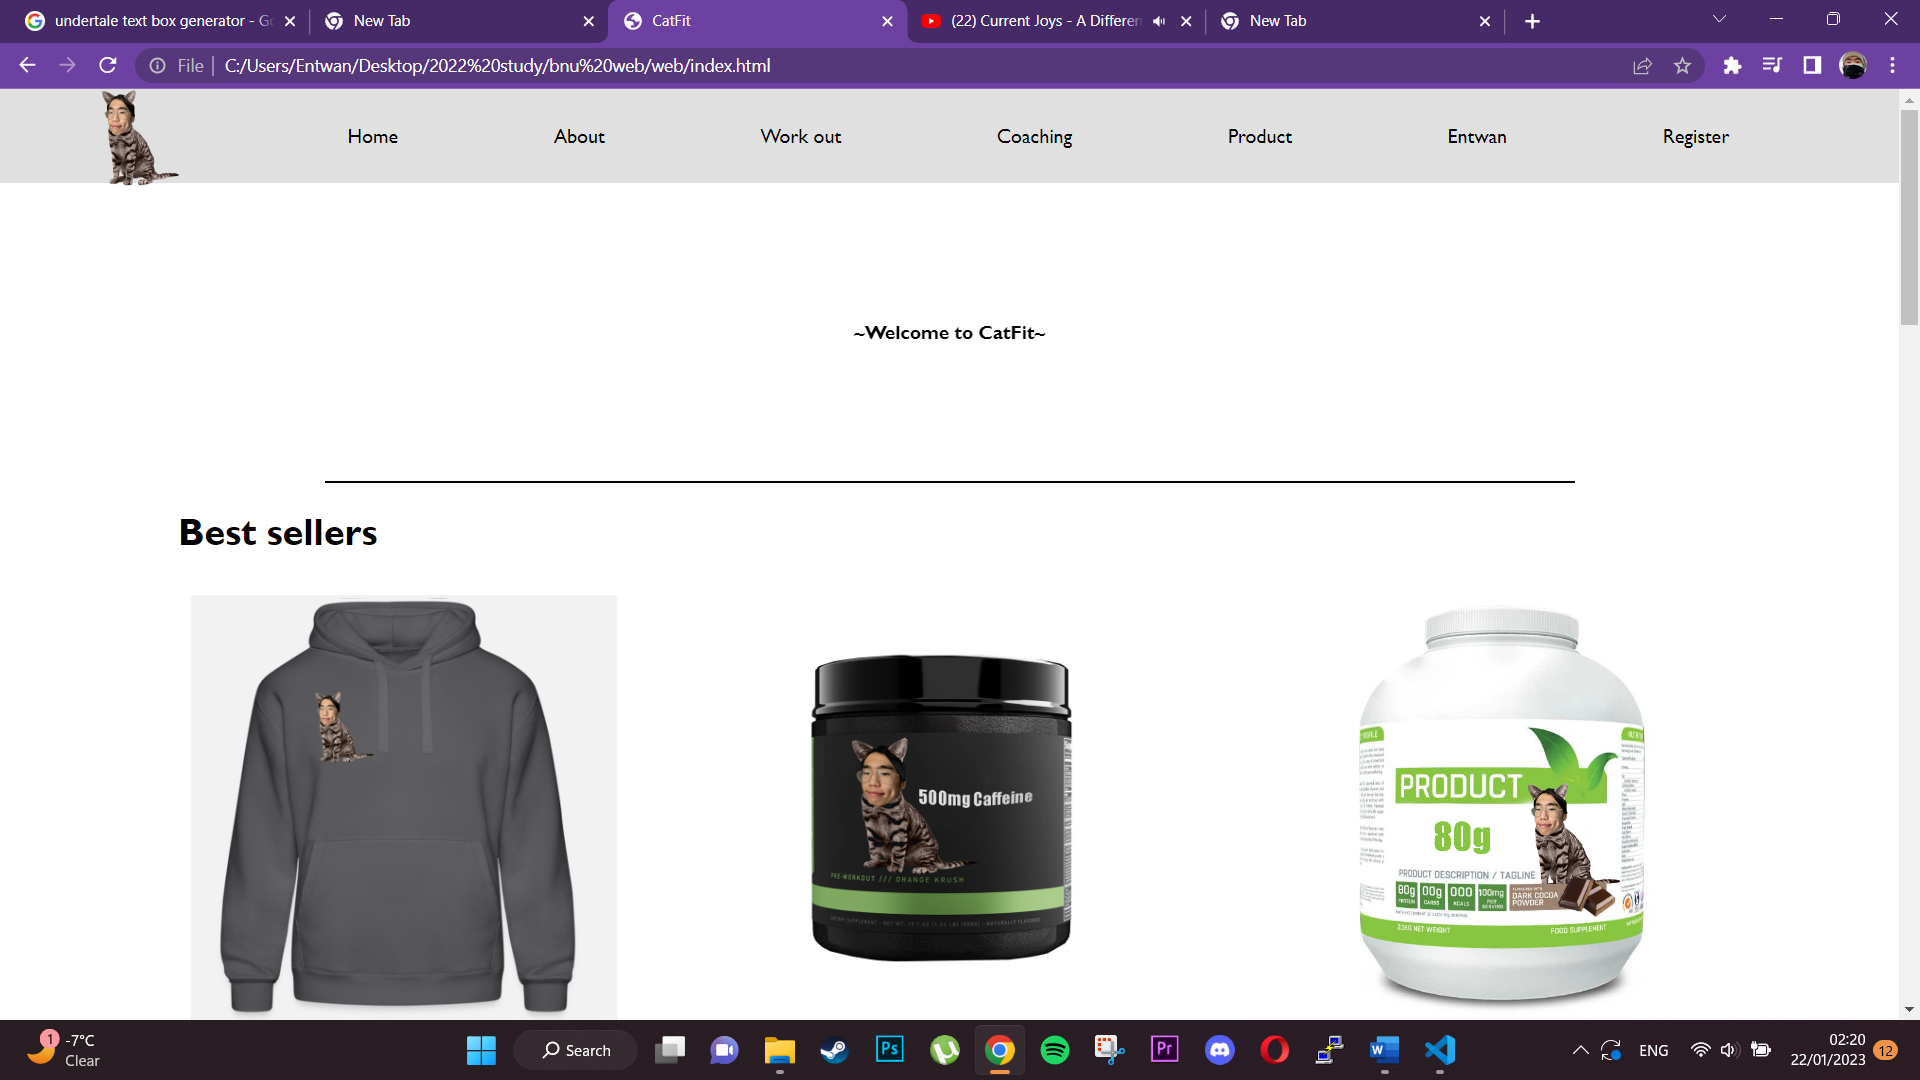 undertale text box generator - Go
New Tab
CatFit
(22) Current Joys - A Differen
New Tab
File
C:/Users/Entwan/Desktop/2022%20study/bnu%20web/web/index.html
Home
About
Work out
Coaching
Product
Entwan
Register
~Welcome to CatFit~
Best sellers
500mg Caffeine
PRE-WORKOUT /// ORANGE KRUSH
PRODUCT
80g
PRODUCT DESCRIPTION / TAGLINE
80g
PROTEIN
00g
CARBS
000
KCALS
100mg
PER
SERVING
DARK COCOA
POWDER
2.1KG NET WEIGHT
FOOD SUPPLEMENT
1
-7°C
Clear
Search
Ps
Pr
W
ENG
02:20
22/01/2023
12